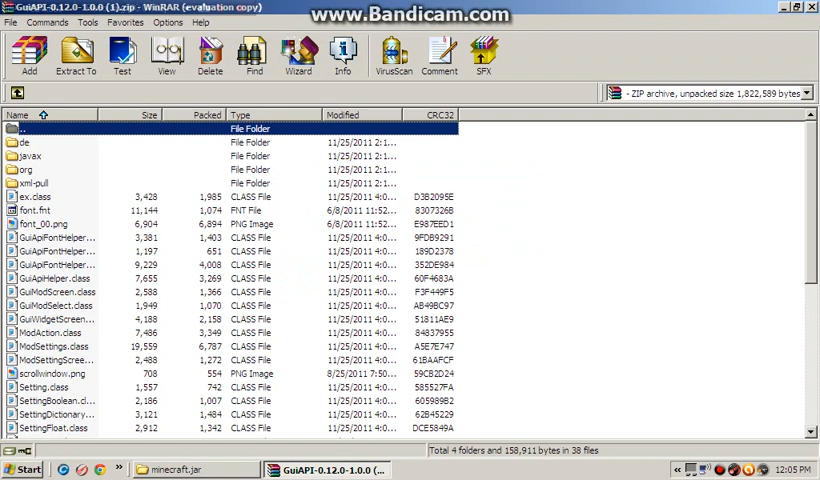 GuiAPI-0.12.0-1.0.0 (1).zip - WinRAR (evaluation copy)
www.Bandicam.com
File Commands Tools Favorites Options Help
Add Extract To Test View Delete Find Wizard Info VirusScan Comment SFX
- ZIP archive, unpacked size 1,822,589 bytes
Name Size Packed Type Modified CRC32
.. File Folder
de File Folder 11/25/2011 2:1...
javax File Folder 11/25/2011 2:1...
org File Folder 11/25/2011 2:1...
xml-pull File Folder 11/25/2011 2:1...
ex.class 3,428 1,985 CLASS File 11/25/2011 4:0... D3B2095E
font.fnt 11,144 1,074 FNT File 6/8/2011 11:52... 8307326B
font_00.png 6,904 6,894 PNG Image 6/8/2011 11:52... E987EED1
GuiApiFontHelper... 3,381 1,403 CLASS File 11/25/2011 4:0... 9FDB9291
GuiApiFontHelper... 1,197 651 CLASS File 11/25/2011 4:0... 189D2378
GuiApiFontHelper... 9,229 4,008 CLASS File 11/25/2011 4:0... 352DE984
GuiApiHelper.class 7,655 3,269 CLASS File 11/25/2011 4:0... 60F4683A
GuiModScreen.class 2,588 1,366 CLASS File 11/25/2011 4:0... F3F449F5
GuiModSelect.class 1,949 1,070 CLASS File 11/25/2011 4:0... AB49BC97
GuiWidgetScreen... 4,188 2,158 CLASS File 11/25/2011 4:0... 51811AE9
ModAction.class 7,486 3,349 CLASS File 11/25/2011 4:0... 84837955
ModSettings.class 19,559 6,787 CLASS File 11/25/2011 4:0... A5E7E747
ModSettingScree... 2,488 1,272 CLASS File 11/25/2011 4:0... 61BAAFCF
scrollwindow.png 708 554 PNG Image 8/25/2011 7:50... 59CB2D24
Setting.class 1,557 742 CLASS File 11/25/2011 4:0... 585527FA
SettingBoolean.cl... 2,186 1,007 CLASS File 11/25/2011 4:0... 605989B2
SettingDictionary... 3,121 1,484 CLASS File 11/25/2011 4:0... 62B45229
SettingFloat.class 2,912 1,342 CLASS File 11/25/2011 4:0... DCE5849A
Total 4 folders and 158,911 bytes in 38 files
Start » minecraft.jar GuiAPI-0.12.0-1.0.0 (... « 12:05 PM